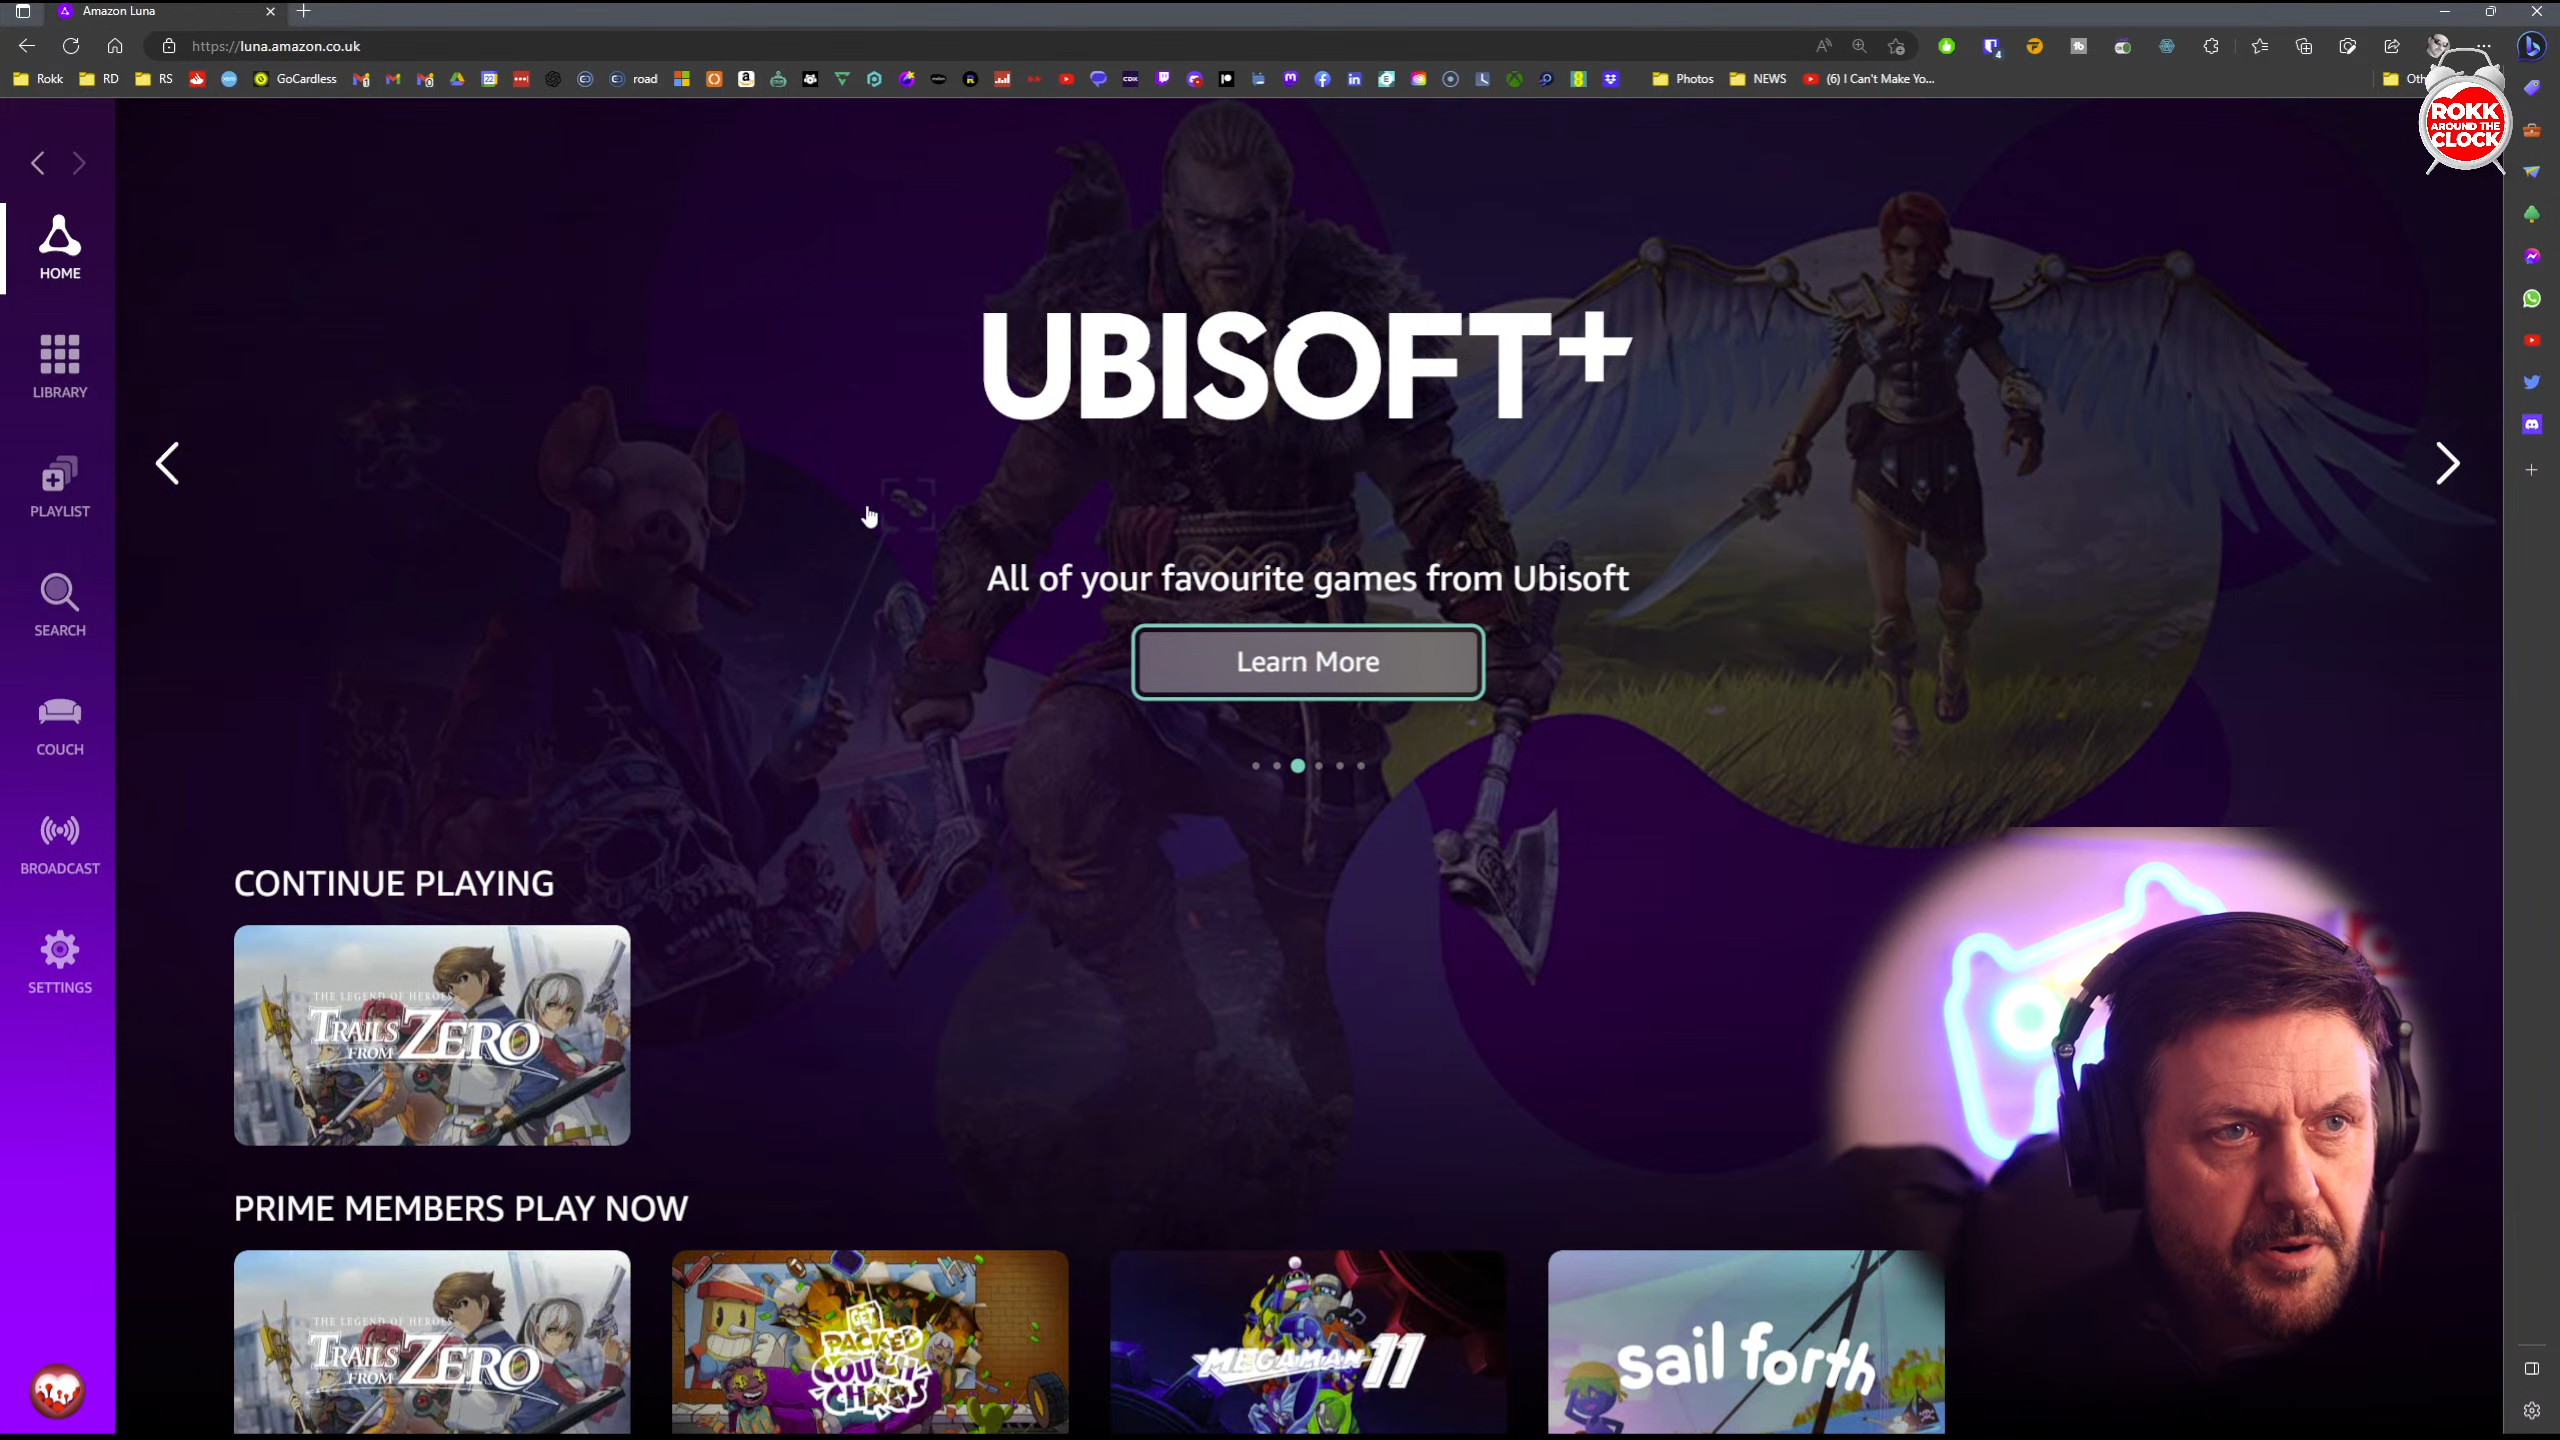 Amazon Luna
https://luna.amazon.co.uk
Rokk
RD
RS
GoCardless
road
Photos
NEWS
(6) I Can't Make Yo...
Oth
ROKK
AROUND THE
CLOCK
HOME
LIBRARY
PLAYLIST
SEARCH
COUCH
BROADCAST
SETTINGS
UBISOFT+
All of your favourite games from Ubisoft
Learn More
CONTINUE PLAYING
THE LEGEND OF HEROES
TRAILS
FROM ZERO
PRIME MEMBERS PLAY NOW
THE LEGEND OF HEROES
TRAILS
FROM ZERO
GET
PACKED
COUCH
CHAOS
MEGAMAN 11
sail forth